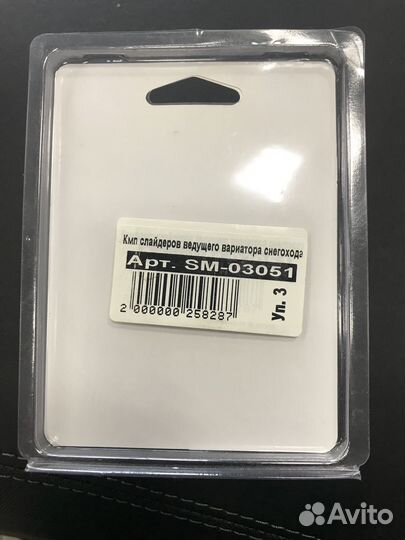 Кмп слайдеров ведущего вариатора снегохода
Арт. SM-03051
Уп. 3
2 000000 258287
Avito